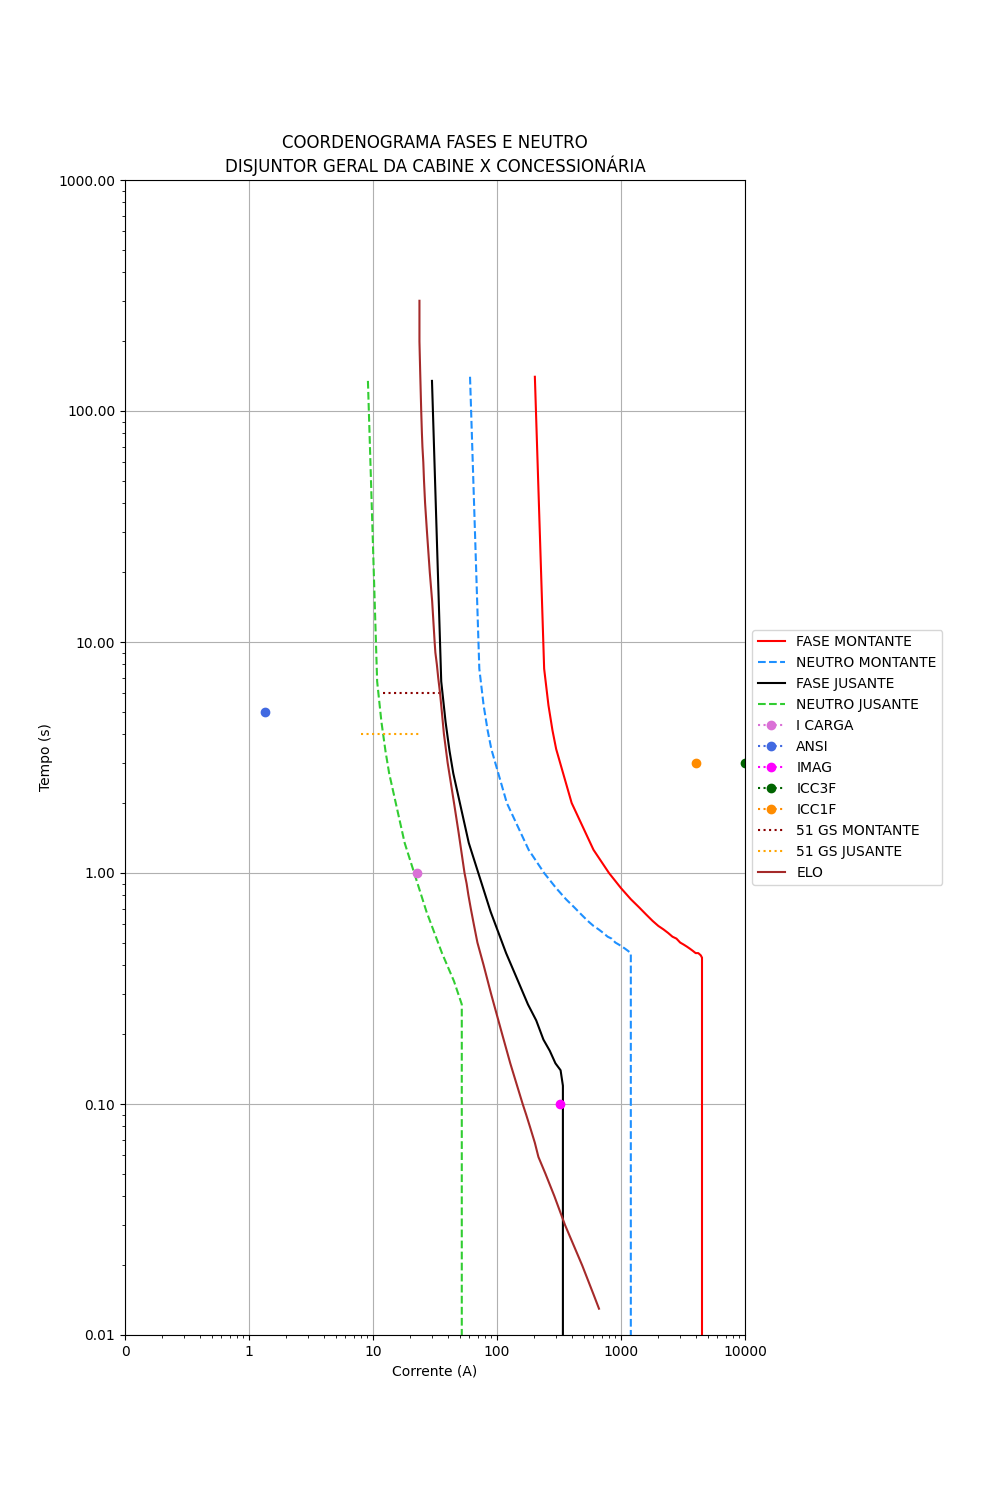 COORDENOGRAMA FASES E NEUTRO
DISJUNTOR GERAL DA CABINE X CONCESSIONÁRIA
1000.00
100.00
10.00
1.00
0.10
0.01
Tempo (s)
0
1
10
100
1000
10000
Corrente (A)
FASE MONTANTE
NEUTRO MONTANTE
FASE JUSANTE
NEUTRO JUSANTE
I CARGA
ANSI
IMAG
ICC3F
ICC1F
51 GS MONTANTE
51 GS JUSANTE
ELO